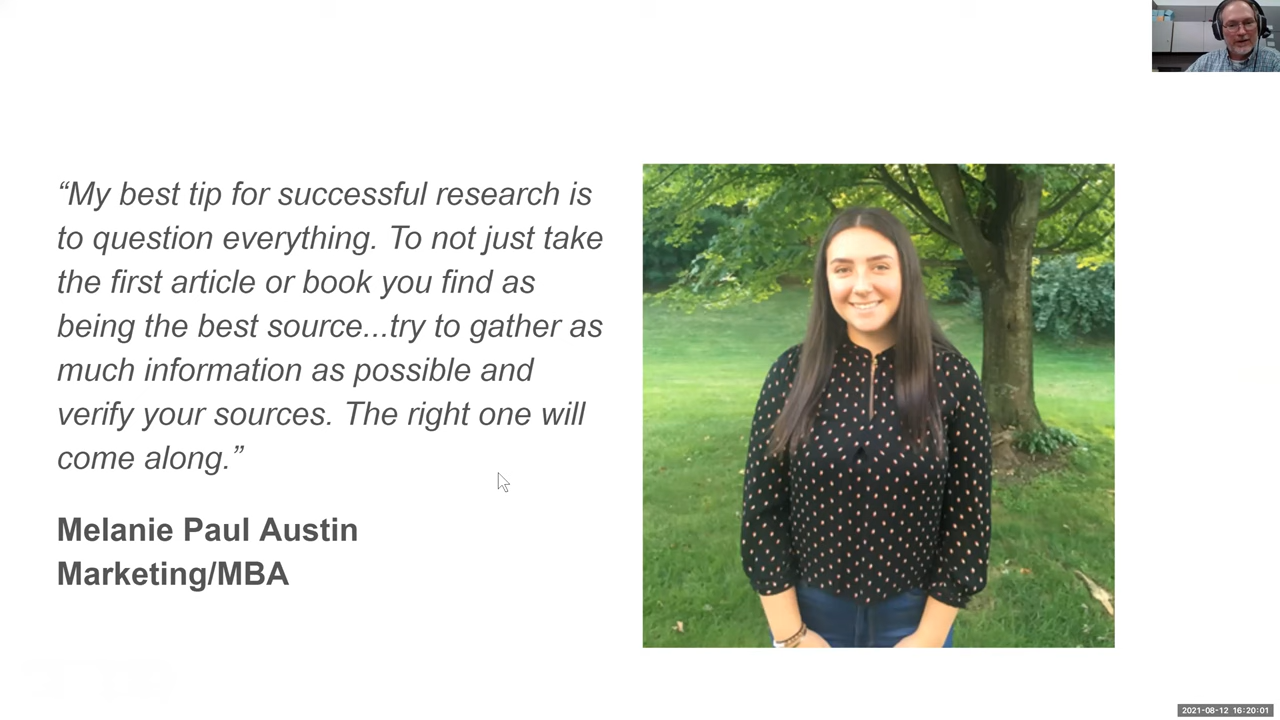 “My best tip for successful research is
to question everything. To not just take
the first article or book you find as
being the best source...try to gather as
much information as possible and
verify your sources. The right one will
come along.”
Melanie Paul Austin
Marketing/MBA
2021-08-12 16:20:01